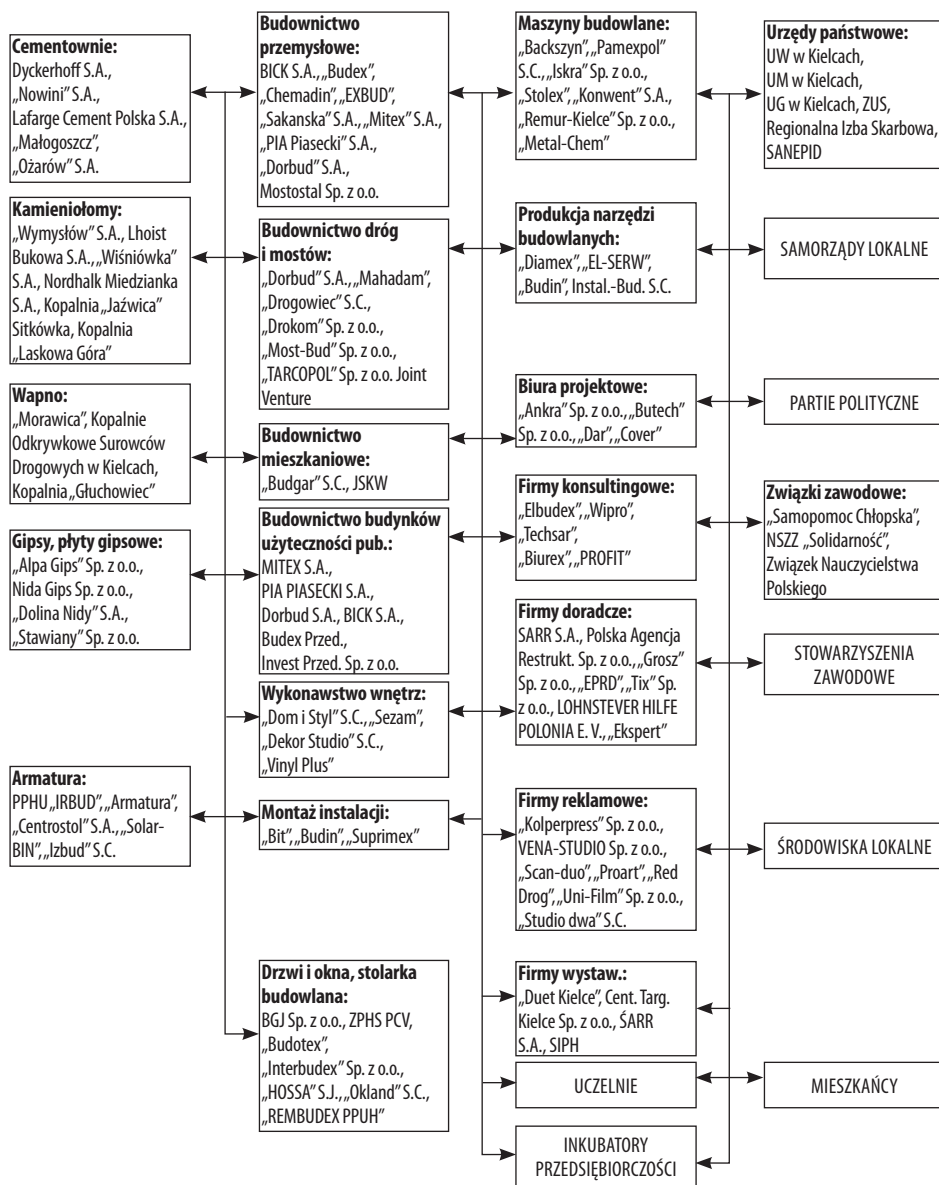 Cementownie:
Dyckerhoff S.A.,
„Nowini” S.A.,
Lafarge Cement Polska S.A.,
„Małogoszcz”,
„Ożarów” S.A.
Kamieniołomy:
„Wymysłów” S.A., Lhoist
Bukowa S.A., „Wiśniówka”
S.A., Nordhalk Miedzianka
S.A., Kopalnia „Jaźwica”
Sitkówka, Kopalnia
„Laskowa Góra”
Wapno:
„Morawica”, Kopalnie
Odkrywkowe Surowców
Drogowych w Kielcach,
Kopalnia „Głuchowiec”
Gipsy, płyty gipsowe:
„Alpa Gips” Sp. z o.o.,
Nida Gips Sp. z o.o.,
„Dolina Nidy” S.A.,
„Stawiany” Sp. z o.o.
Armatura:
PPHU „IRBUD”, „Armatura”,
„Centrostol” S.A., „Solar-
BIN”, „Izbud” S.C.
Budownictwo
przemysłowe:
BICK S.A., „Budex”,
„Chemadin”, „EXBUD”,
„Sakanska” S.A., „Mitex” S.A.,
„PIA Piasecki” S.A.,
„Dorbud” S.A.,
Mostostal Sp. z o.o.
Budownictwo dróg
i mostów:
„Dorbud” S.A., „Mahadam”,
„Drogowiec” S.C.,
„Drokom” Sp. z o.o.,
„Most-Bud” Sp. z o.o.,
„TARCOPOL” Sp. z o.o. Joint
Venture
Budownictwo
mieszkaniowe:
„Budgar” S.C., JSKW
Budownictwo budynków
użyteczności pub.:
MITEX S.A.,
PIA PIASECKI S.A.,
Dorbud S.A., BICK S.A.,
Budex Przed.,
Invest Przed. Sp. z o.o.
Wykonawstwo wnętrz:
„Dom i Styl” S.C., „Sezam”,
„Dekor Studio” S.C.,
„Vinyl Plus”
Montaż instalacji:
„Bit”, „Budin”, „Suprimex”
Drzwi i okna, stolarka
budowlana:
BGJ Sp. z o.o., ZPHS PCV,
„Budotex”,
„Interbudex” Sp. z o.o.,
„HOSSA” S.J., „Okland” S.C.,
„REMBUDEX PPUH”
Maszyny budowlane:
„Backszyn”, „Pamexpol”
S.C., „Iskra” Sp. z o.o.,
„Stolex”, „Konwent” S.A.,
„Remur-Kielce” Sp. z o.o.,
„Metal-Chem”
Produkcja narzędzi
budowlanych:
„Diamex”, „EL-SERW”,
„Budin”, Instal.-Bud. S.C.
Biura projektowe:
„Ankra” Sp. z o.o., „Butech”
Sp. z o.o., „Dar”, „Cover”
Firmy konsultingowe:
„Elbudex”, „Wipro”,
„Techsar”,
„Biurex”, „PROFIT”
Firmy doradcze:
SARR S.A., Polska Agencja
Restrukt. Sp. z o.o., „Grosz”
Sp. z o.o., „EPRD”, „Tix” Sp.
z o.o., LOHNSTEVER HILFE
POLONIA E. V., „Ekspert”
Firmy reklamowe:
„Kolperpress” Sp. z o.o.,
VENA-STUDIO Sp. z o.o.,
„Scan-duo”, „Proart”, „Red
Drog”, „Uni-Film” Sp. z o.o.,
„Studio dwa” S.C.
Firmy wystaw.:
„Duet Kielce”, Cent. Targ.
Kielce Sp. z o.o., ŚARR
S.A., SIPH
UCZELNIE
INKUBATORY
PRZEDSIĘBIORCZOŚCI
Urzędy państwowe:
UW w Kielcach,
UM w Kielcach,
UG w Kielcach, ZUS,
Regionalna Izba Skarbowa,
SANEPID
SAMORZĄDY LOKALNE
PARTIE POLITYCZNE
Związki zawodowe:
„Samopomoc Chłopska”,
NSZZ „Solidarność”,
Związek Nauczycielstwa
Polskiego
STOWARZYSZENIA
ZAWODOWE
ŚRODOWISKA LOKALNE
MIESZKAŃCY